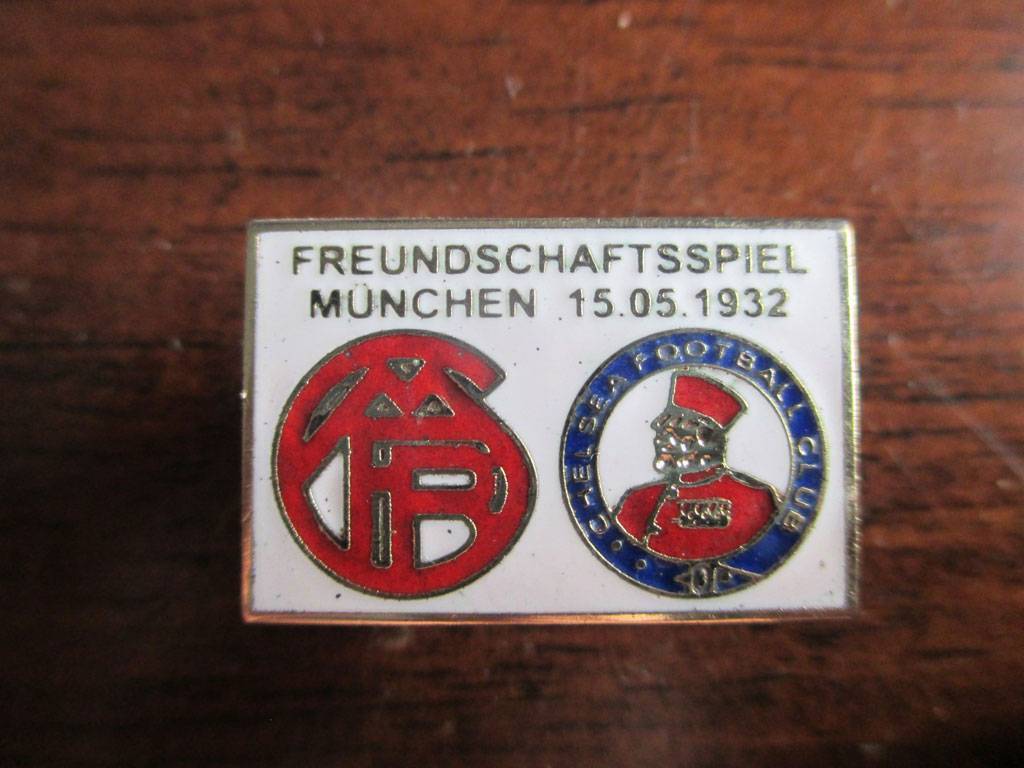 FREUNDSCHAFTSSPIEL
MÜNCHEN 15.05.1932
CHELSEA FOOTBALL CLUB